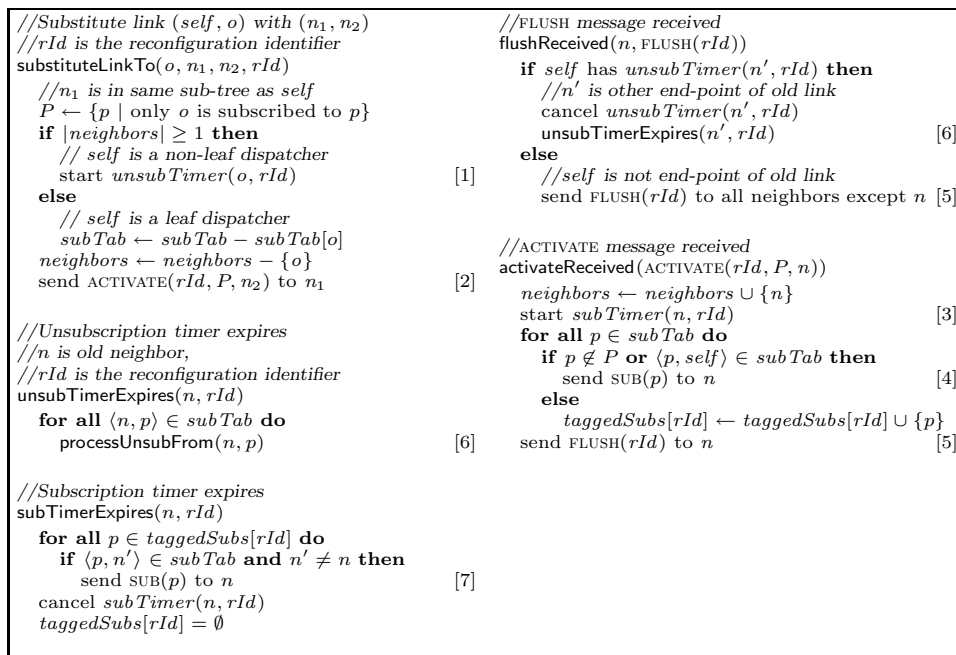 //Substitute link (self, o) with (n₁, n₂)
//rId is the reconfiguration identifier
substituteLinkTo(o, n₁, n₂, rId)
//n₁ is in same sub-tree as self
P ← {p | only o is subscribed to p}
if |neighbors| ≥ 1 then
// self is a non-leaf dispatcher
start unsubTimer(o, rId) [1]
else
// self is a leaf dispatcher
subTab ← subTab − subTab[o]
neighbors ← neighbors − {o}
send ACTIVATE(rId, P, n₂) to n₁ [2]
//Unsubscription timer expires
//n is old neighbor,
//rId is the reconfiguration identifier
unsubTimerExpires(n, rId)
for all ⟨n, p⟩ ∈ subTab do
processUnsubFrom(n, p) [6]
//Subscription timer expires
subTimerExpires(n, rId)
for all p ∈ taggedSubs[rId] do
if ⟨p, n′⟩ ∈ subTab and n′ ≠ n then
send SUB(p) to n [7]
cancel subTimer(n, rId)
taggedSubs[rId] = ∅
//FLUSH message received
flushReceived(n, FLUSH(rId))
if self has unsubTimer(n′, rId) then
//n′ is other end-point of old link
cancel unsubTimer(n′, rId)
unsubTimerExpires(n′, rId) [6]
else
//self is not end-point of old link
send FLUSH(rId) to all neighbors except n [5]
//ACTIVATE message received
activateReceived(ACTIVATE(rId, P, n))
neighbors ← neighbors ∪ {n}
start subTimer(n, rId) [3]
for all p ∈ subTab do
if p ∉ P or ⟨p, self⟩ ∈ subTab then
send SUB(p) to n [4]
else
taggedSubs[rId] ← taggedSubs[rId] ∪ {p}
send FLUSH(rId) to n [5]